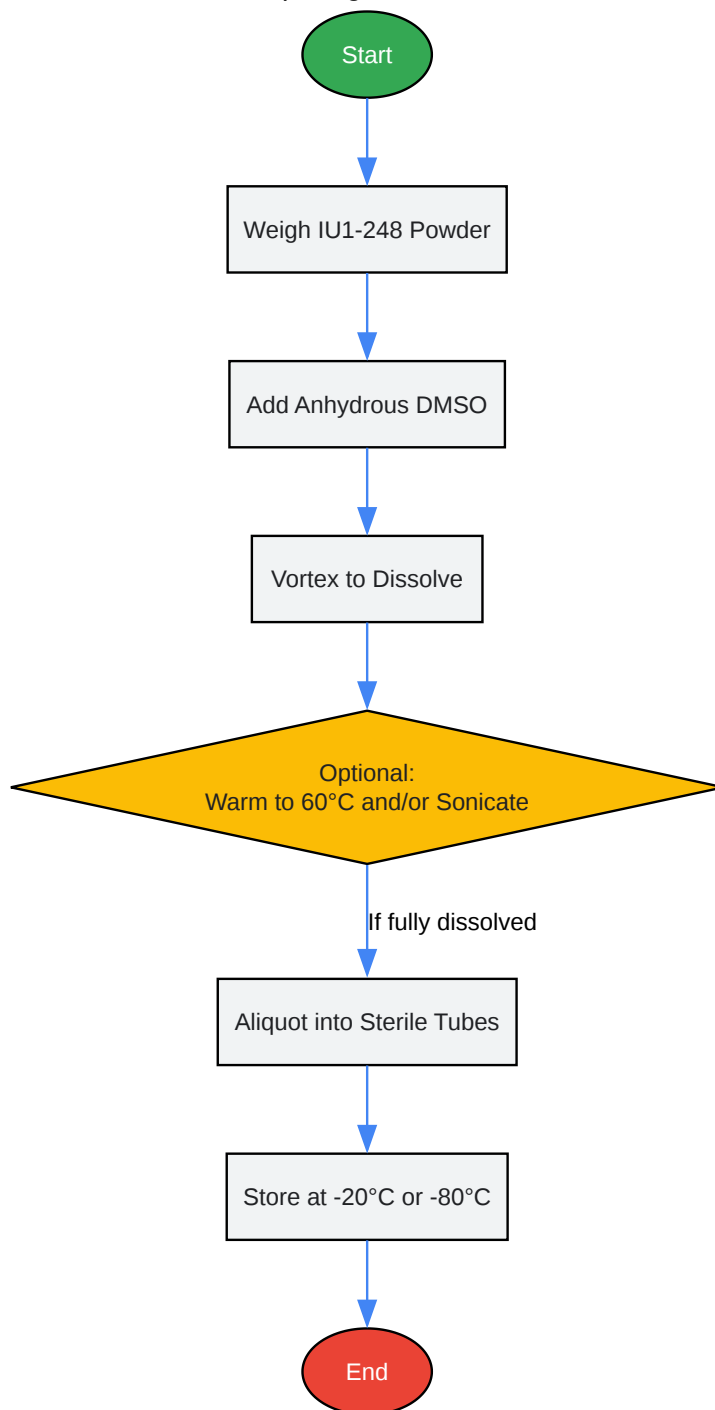 Start
Weigh IU1-248 Powder
Add Anhydrous DMSO
Vortex to Dissolve
Optional:
Warm to 60°C and/or Sonicate
If fully dissolved
Aliquot into Sterile Tubes
Store at -20°C or -80°C
End